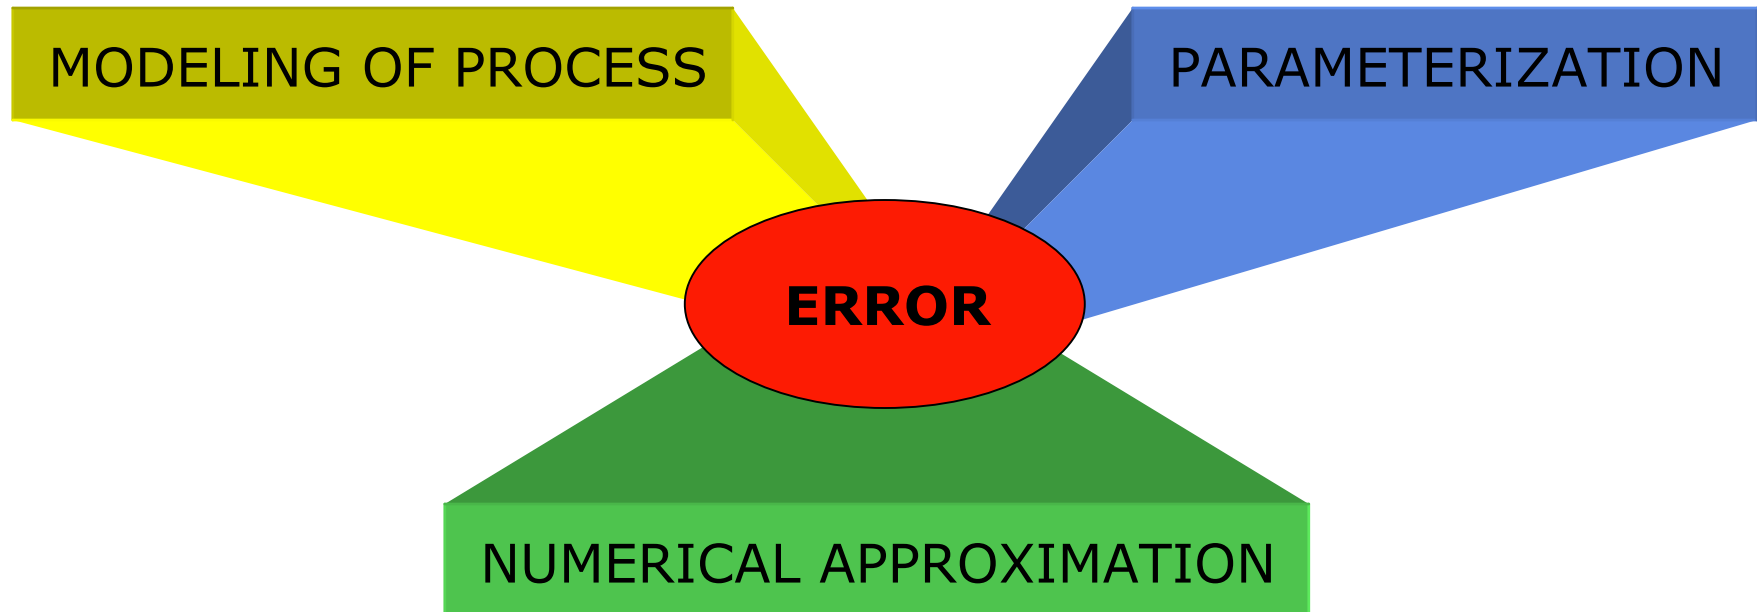 MODELING OF PROCESS
PARAMETERIZATION
ERROR
NUMERICAL APPROXIMATION